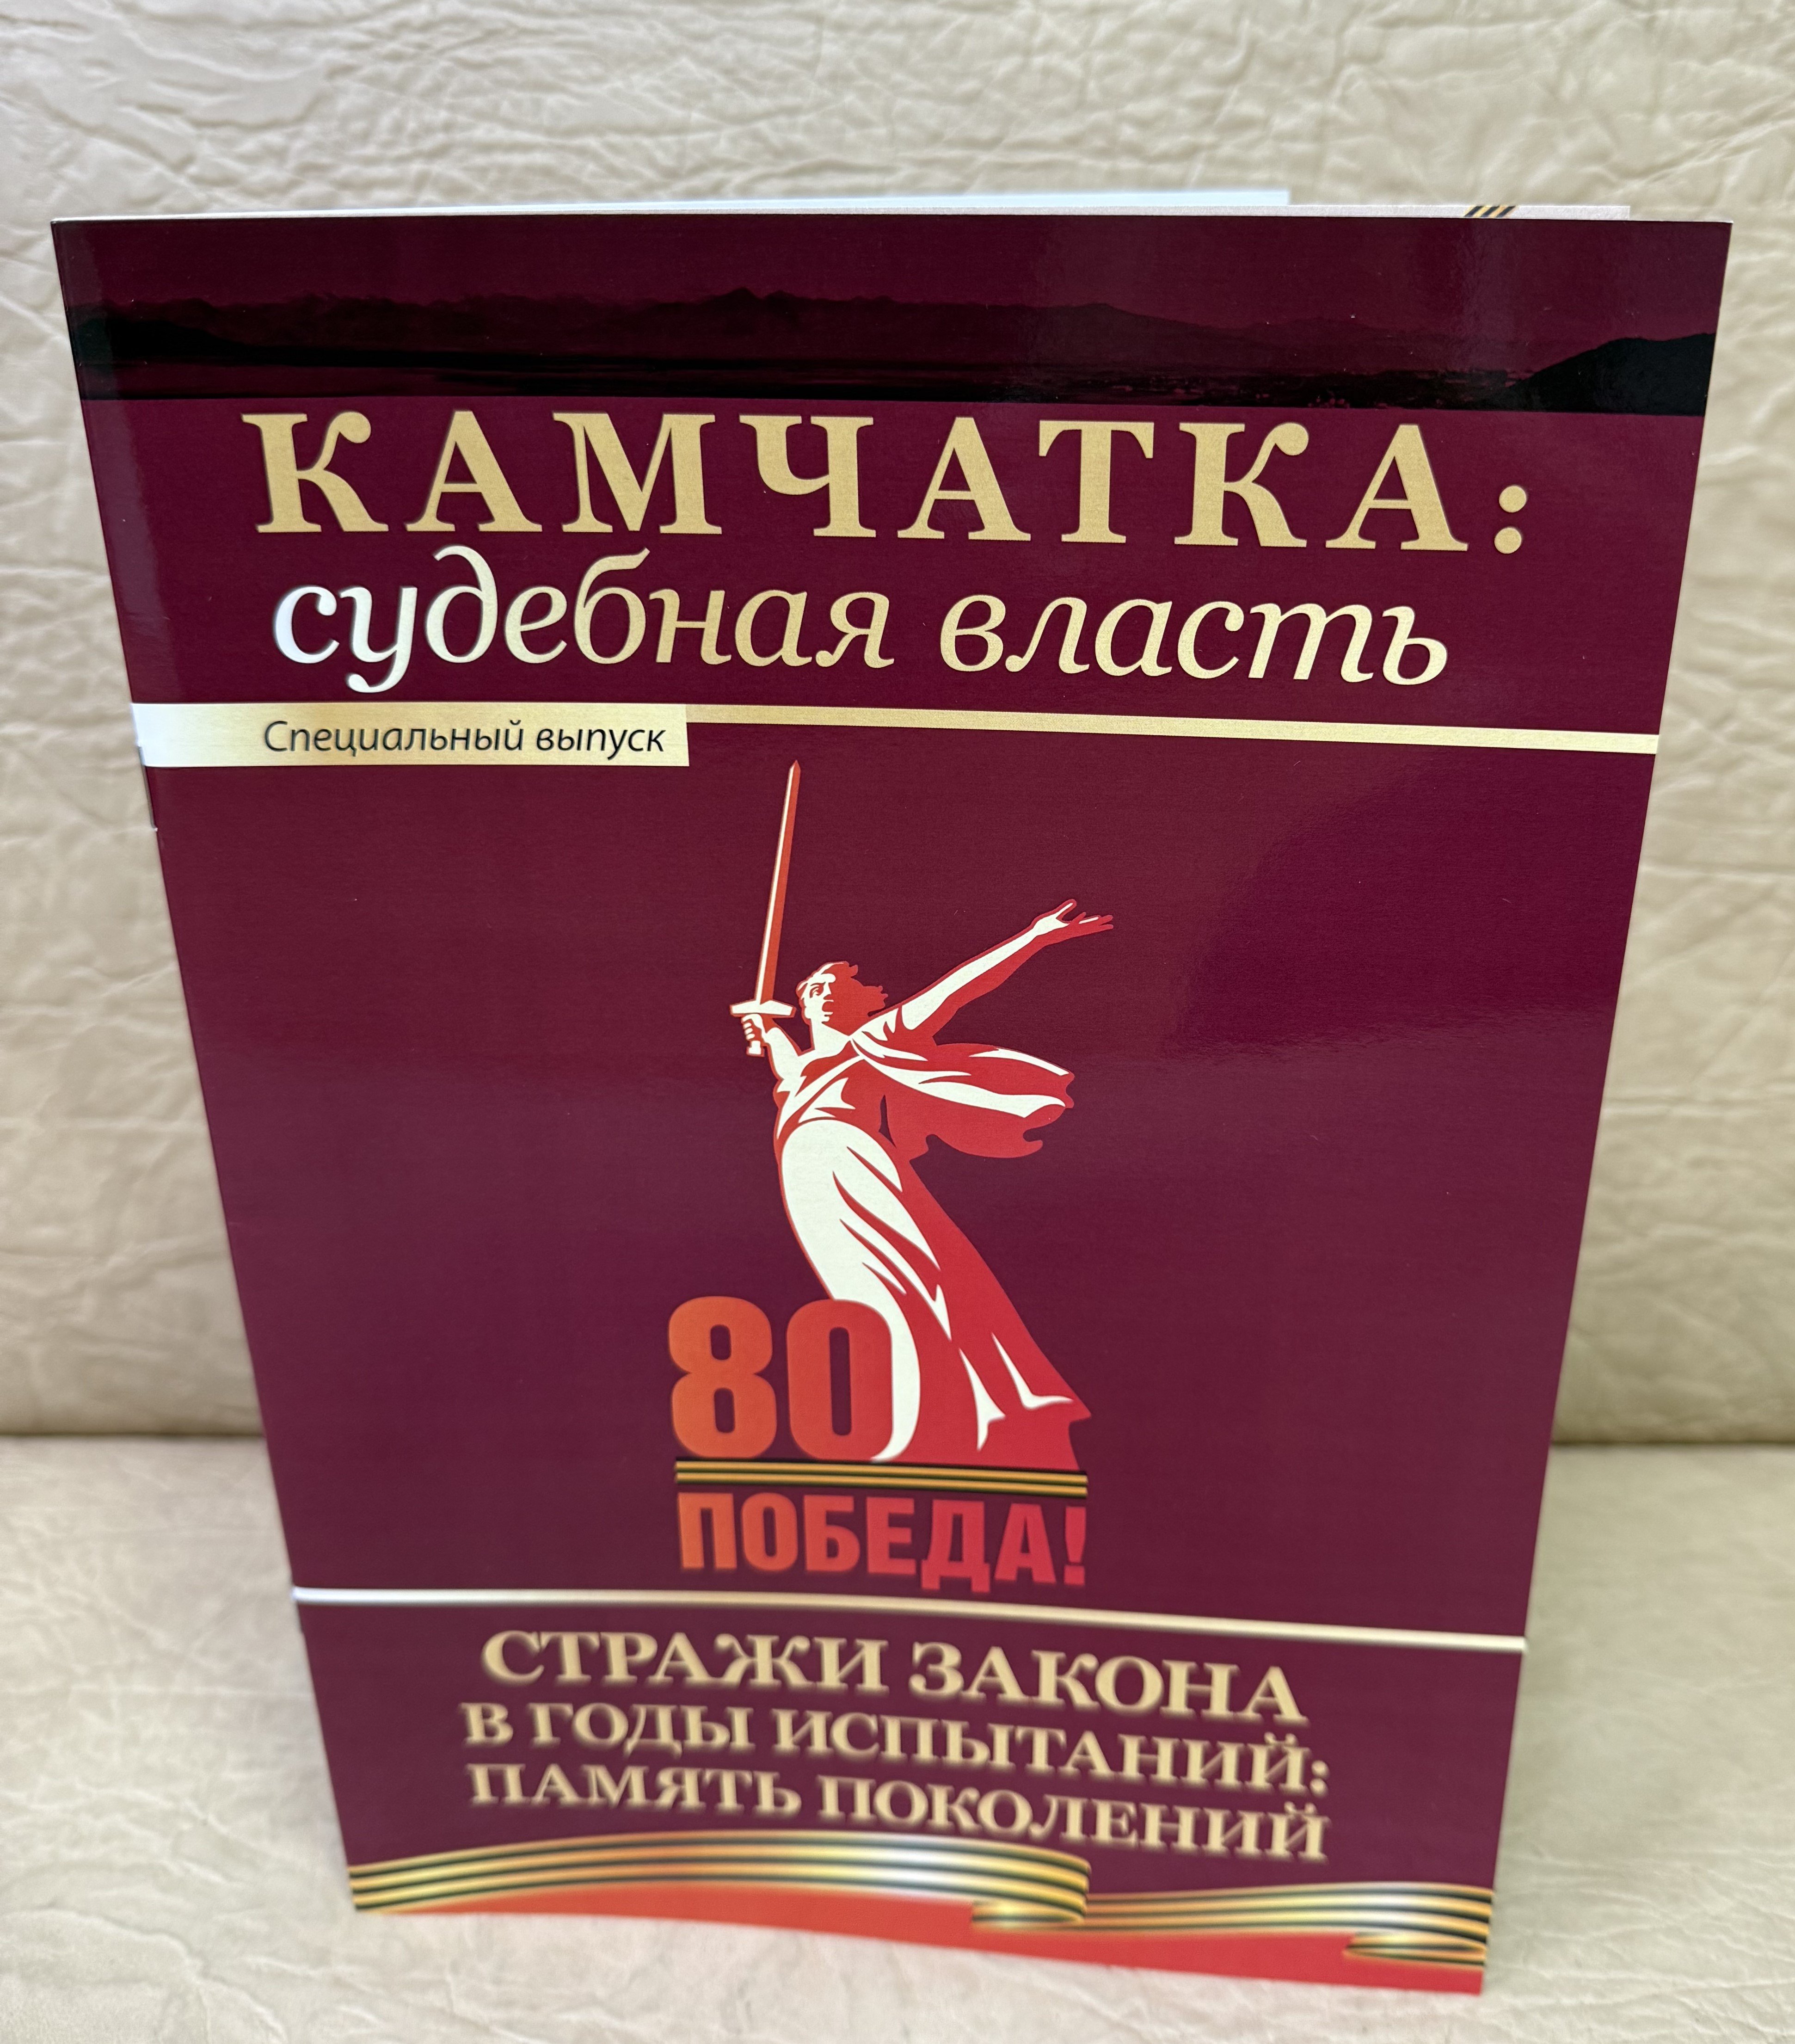 КАМЧАТКА:
судебная власть
Специальный выпуск
80
ПОБЕДА!
СТРАЖИ ЗАКОНА
В ГОДЫ ИСПЫТАНИЙ:
ПАМЯТЬ ПОКОЛЕНИЙ